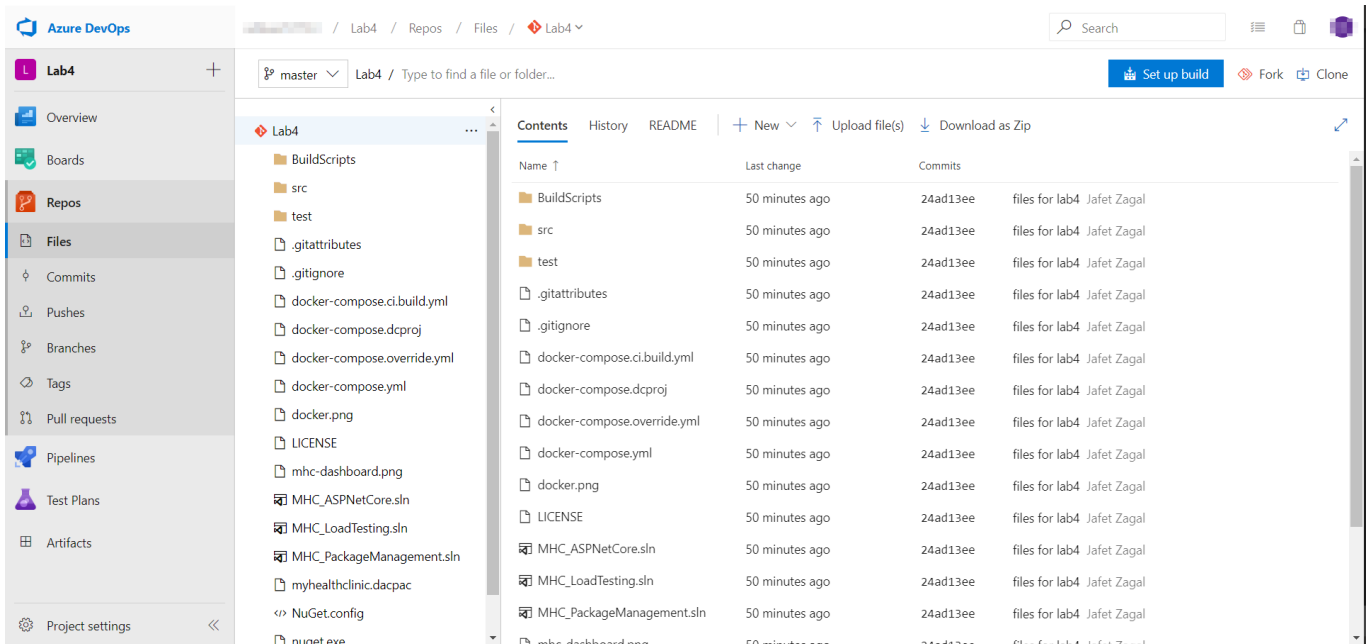 Azure DevOps
/ Lab4 / Repos / Files / Lab4
Search
L Lab4
master
Lab4 / Type to find a file or folder...
Set up build
Fork
Clone
Overview
Boards
Repos
Files
Commits
Pushes
Branches
Tags
Pull requests
Pipelines
Test Plans
Artifacts
Project settings
Lab4 ...
BuildScripts
src
test
.gitattributes
.gitignore
docker-compose.ci.build.yml
docker-compose.dcproj
docker-compose.override.yml
docker-compose.yml
docker.png
LICENSE
mhc-dashboard.png
MHC_ASPNetCore.sln
MHC_LoadTesting.sln
MHC_PackageManagement.sln
myhealthclinic.dacpac
NuGet.config
nuget.exe
Contents History README New Upload file(s) Download as Zip
Name ↑ Last change Commits
BuildScripts 50 minutes ago 24ad13ee files for lab4 Jafet Zagal
src 50 minutes ago 24ad13ee files for lab4 Jafet Zagal
test 50 minutes ago 24ad13ee files for lab4 Jafet Zagal
.gitattributes 50 minutes ago 24ad13ee files for lab4 Jafet Zagal
.gitignore 50 minutes ago 24ad13ee files for lab4 Jafet Zagal
docker-compose.ci.build.yml 50 minutes ago 24ad13ee files for lab4 Jafet Zagal
docker-compose.dcproj 50 minutes ago 24ad13ee files for lab4 Jafet Zagal
docker-compose.override.yml 50 minutes ago 24ad13ee files for lab4 Jafet Zagal
docker-compose.yml 50 minutes ago 24ad13ee files for lab4 Jafet Zagal
docker.png 50 minutes ago 24ad13ee files for lab4 Jafet Zagal
LICENSE 50 minutes ago 24ad13ee files for lab4 Jafet Zagal
MHC_ASPNetCore.sln 50 minutes ago 24ad13ee files for lab4 Jafet Zagal
MHC_LoadTesting.sln 50 minutes ago 24ad13ee files for lab4 Jafet Zagal
MHC_PackageManagement.sln 50 minutes ago 24ad13ee files for lab4 Jafet Zagal
mhc-dashboard.png 50 minutes ago 24ad13ee files for lab4 Jafet Zagal